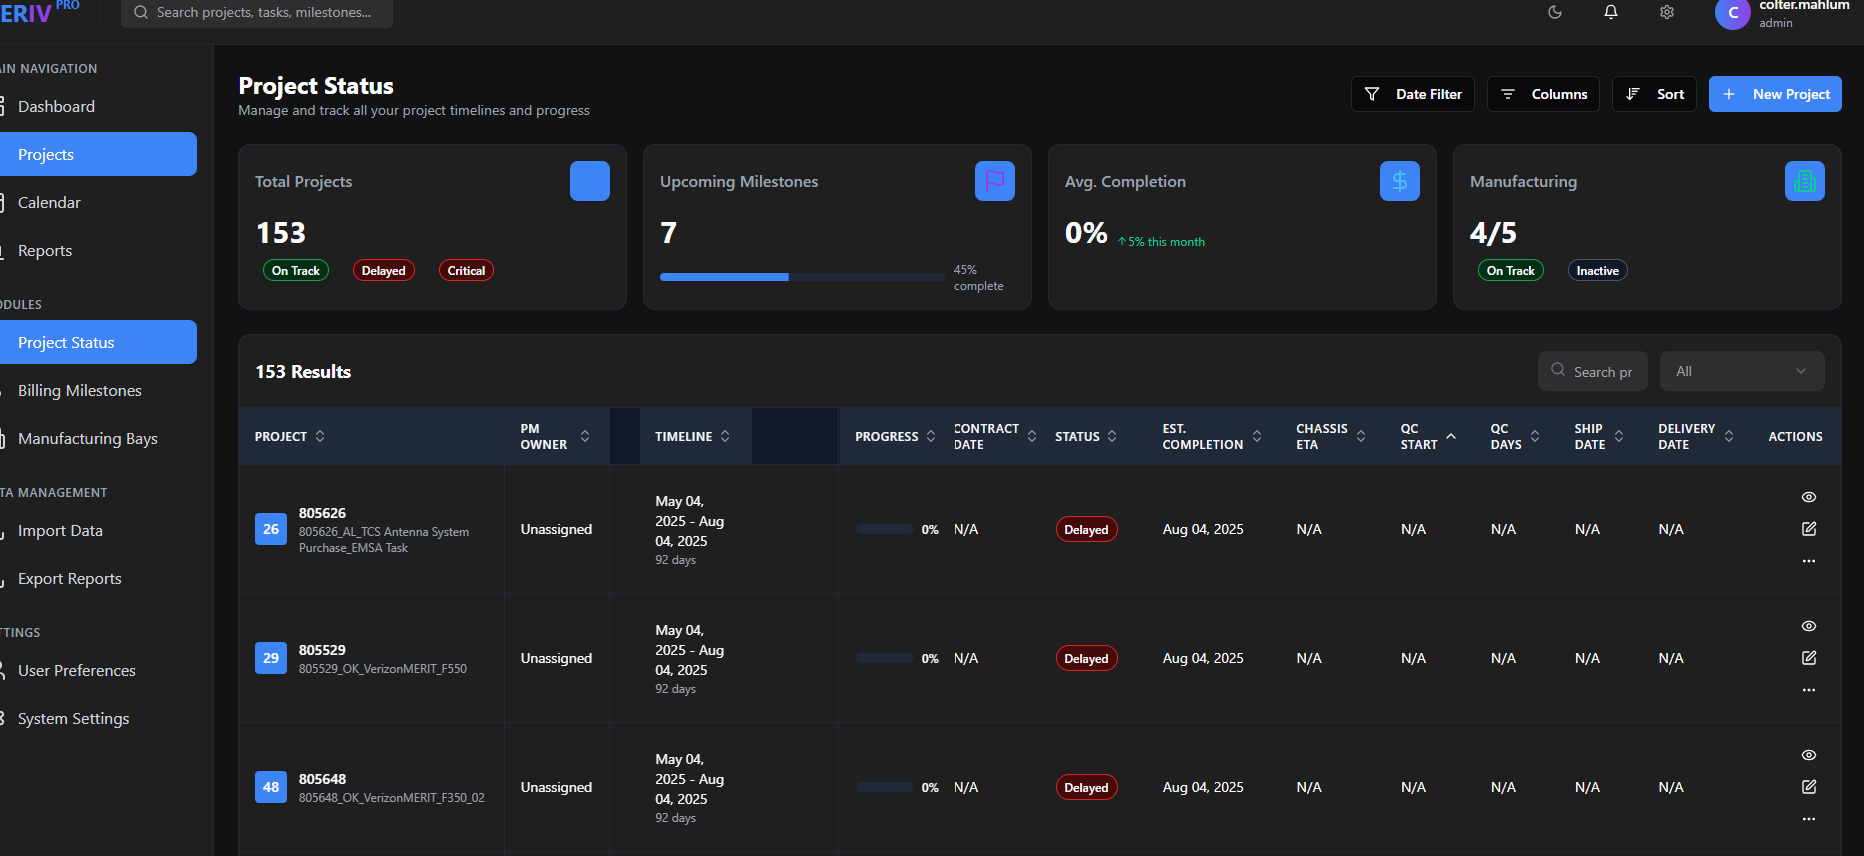 ERIV PRO
Search projects, tasks, milestones...
C
colter.mahlum
admin
AIN NAVIGATION
Dashboard
Projects
Calendar
Reports
ODULES
Project Status
Billing Milestones
Manufacturing Bays
TA MANAGEMENT
Import Data
Export Reports
TTINGS
User Preferences
System Settings
Project Status
Manage and track all your project timelines and progress
Date Filter
Columns
Sort
+ New Project
Total Projects
153
On Track Delayed Critical
Upcoming Milestones
7
45%
complete
Avg. Completion
$
0% ↑5% this month
Manufacturing
4/5
On Track Inactive
153 Results
Search pr
All
PROJECT
PM
OWNER
TIMELINE
PROGRESS
CONTRACT
DATE
STATUS
EST.
COMPLETION
CHASSIS
ETA
QC
START
QC
DAYS
SHIP
DATE
DELIVERY
DATE
ACTIONS
26
805626
805626_AL_TCS Antenna System
Purchase_EMSA Task
Unassigned
May 04,
2025 - Aug
04, 2025
92 days
0%
N/A
Delayed
Aug 04, 2025
N/A
N/A
N/A
N/A
N/A
...
29
805529
805529_OK_VerizonMERIT_F550
Unassigned
May 04,
2025 - Aug
04, 2025
92 days
0%
N/A
Delayed
Aug 04, 2025
N/A
N/A
N/A
N/A
N/A
...
48
805648
805648_OK_VerizonMERIT_F350_02
Unassigned
May 04,
2025 - Aug
04, 2025
92 days
0%
N/A
Delayed
Aug 04, 2025
N/A
N/A
N/A
N/A
N/A
...